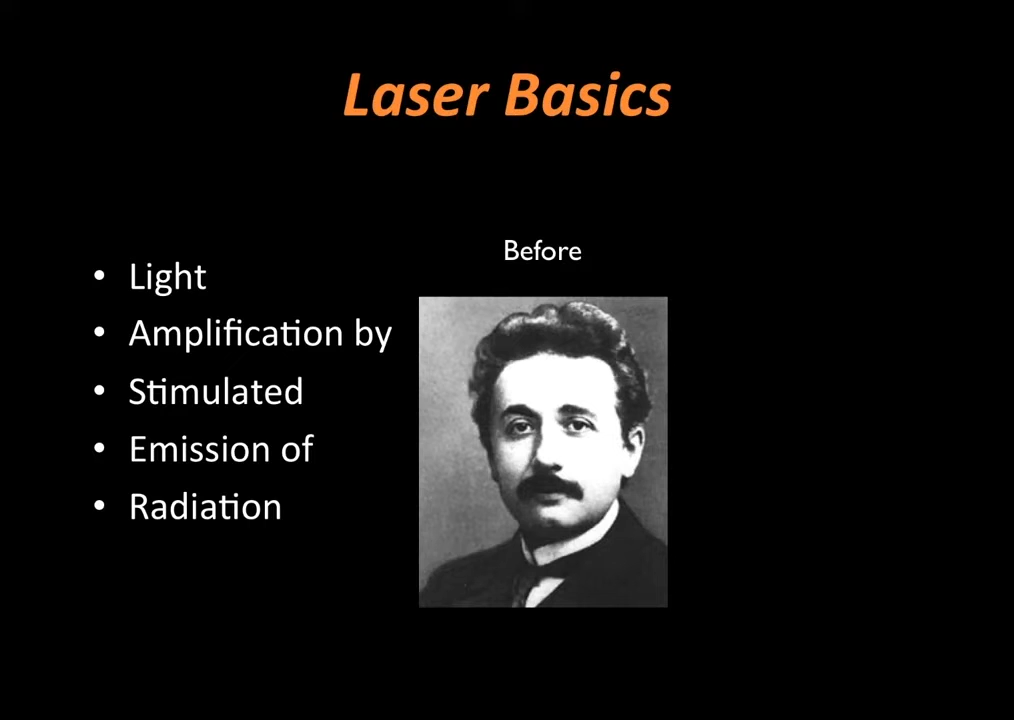 Laser Basics
• Light
• Amplification by
• Stimulated
• Emission of
• Radiation
Before